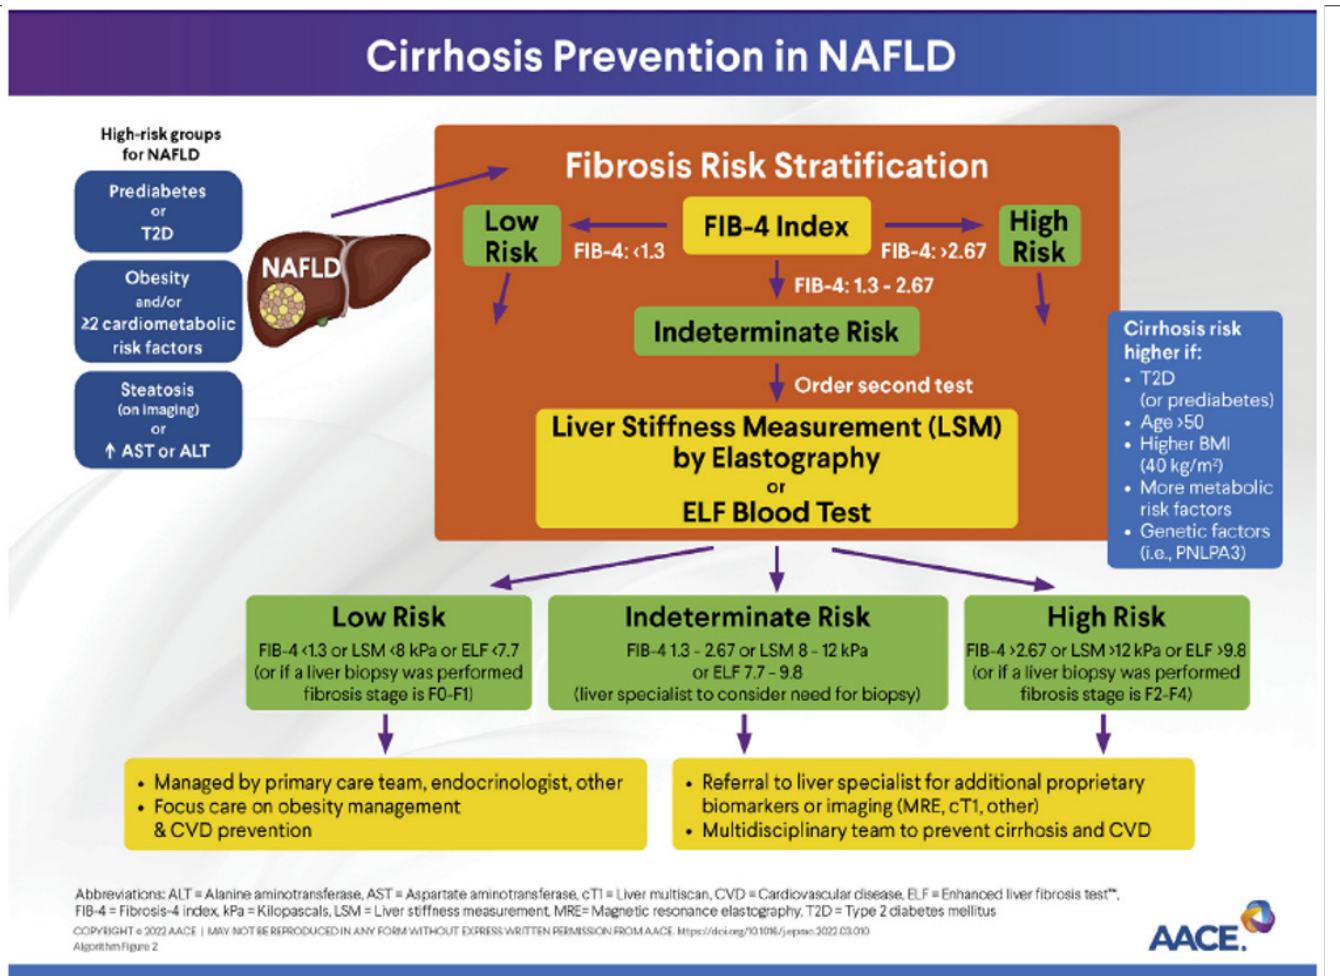 Cirrhosis Prevention in NAFLD
High-risk groups
for NAFLD
Prediabetes
or
T2D
Obesity
and/or
≥2 cardiometabolic
risk factors
Steatosis
(on imaging)
or
↑ AST or ALT
NAFLD
Fibrosis Risk Stratification
Low
Risk
FIB-4: <1.3
FIB-4 Index
FIB-4: >2.67
High
Risk
FIB-4: 1.3 - 2.67
Indeterminate Risk
Order second test
Liver Stiffness Measurement (LSM)
by Elastography
or
ELF Blood Test
Cirrhosis risk
higher if:
• T2D
(or prediabetes)
• Age >50
• Higher BMI
(40 kg/m²)
• More metabolic
risk factors
• Genetic factors
(i.e., PNLPA3)
Low Risk
FIB-4 <1.3 or LSM <8 kPa or ELF <7.7
(or if a liver biopsy was performed
fibrosis stage is F0-F1)
Indeterminate Risk
FIB-4 1.3 - 2.67 or LSM 8 - 12 kPa
or ELF 7.7 - 9.8
(liver specialist to consider need for biopsy)
High Risk
FIB-4 >2.67 or LSM >12 kPa or ELF >9.8
(or if a liver biopsy was performed
fibrosis stage is F2-F4)
• Managed by primary care team, endocrinologist, other
• Focus care on obesity management
& CVD prevention
• Referral to liver specialist for additional proprietary
biomarkers or imaging (MRE, cT1, other)
• Multidisciplinary team to prevent cirrhosis and CVD
Abbreviations: ALT = Alanine aminotransferase, AST = Aspartate aminotransferase, cT1 = Liver multiscan, CVD = Cardiovascular disease, ELF = Enhanced liver fibrosis test™,
FIB-4 = Fibrosis-4 index, kPa = Kilopascals, LSM = Liver stiffness measurement, MRE= Magnetic resonance elastography, T2D = Type 2 diabetes mellitus
COPYRIGHT © 2022 AACE | MAY NOT BE REPRODUCED IN ANY FORM WITHOUT EXPRESS WRITTEN PERMISSION FROM AACE. https://doi.org/10.1016/j.eprac.2022.03.010
Algorithm Figure 2
AACE.